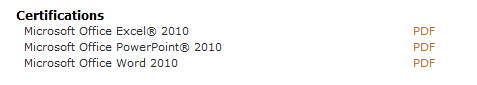 Certifications
Microsoft Office Excel® 2010 PDF
Microsoft Office PowerPoint® 2010 PDF
Microsoft Office Word 2010 PDF